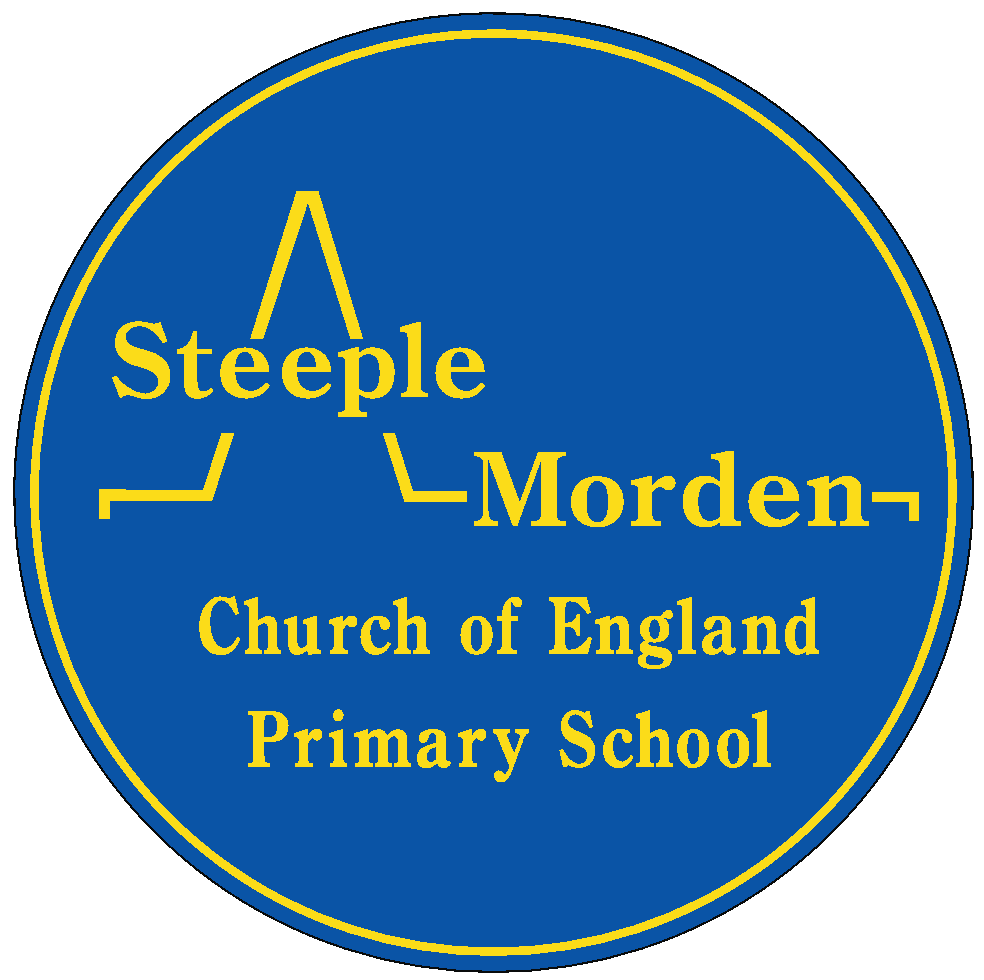 Steeple
Morden
Church of England
Primary School